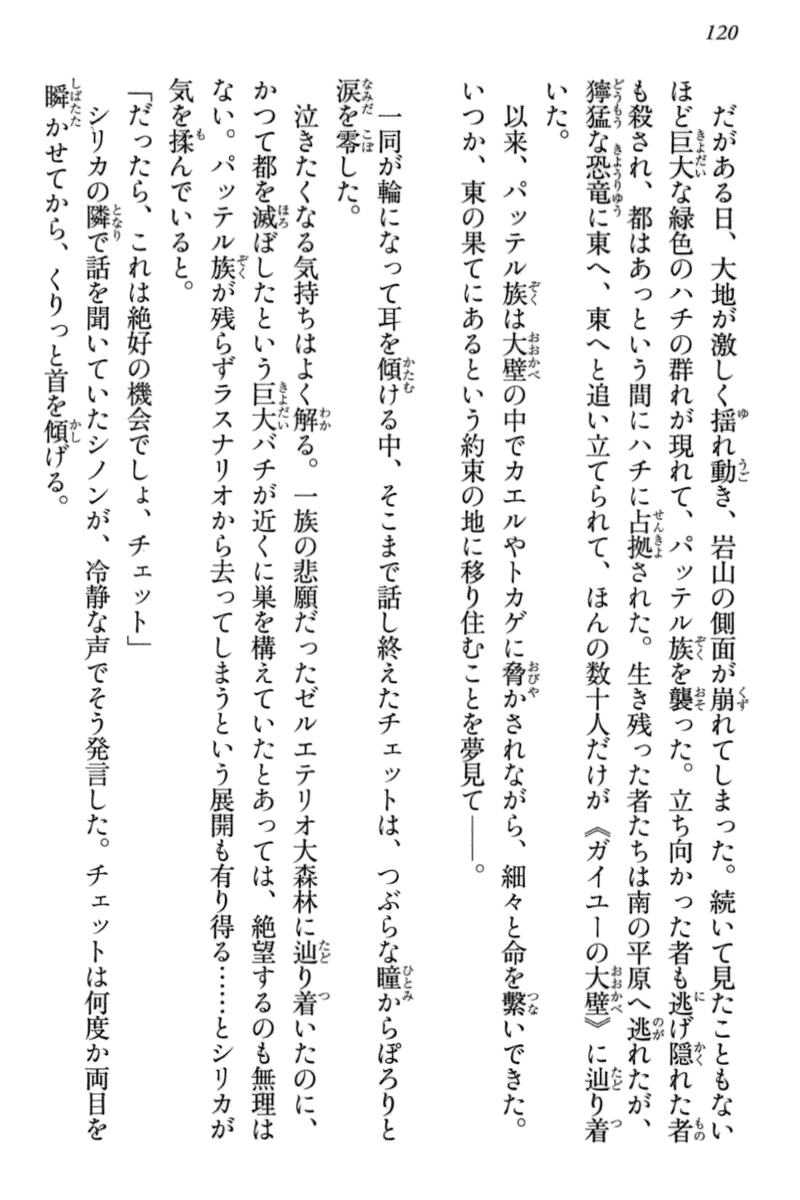 120
だがある日、大地が激しく揺れ動き、岩山の側面が崩れてしまった。続いて見たこともない
ほど巨大な緑色のハチの群れが現れて、パッテル族を襲った。立ち向かった者も逃げ隠れた者
も殺され、都はあっという間にハチに占拠された。生き残った者たちは南の平原へ逃れたが、
獰猛な恐竜に東へ、東へと追い立てられて、ほんの数十人だけが《ガイユーの大壁》に辿り着
いた。
以来、パッテル族は大壁の中でカエルやトカゲに脅かされながら、細々と命を繋いできた。
いつか、東の果てにあるという約束の地に移り住むことを夢見て――。
一同が輪になって耳を傾ける中、そこまで話し終えたチェットは、つぶらな瞳からぽろりと
涙を零した。
泣きたくなる気持ちはよく解る。一族の悲願だったゼルエテリオ大森林に辿り着いたのに、
かつて都を滅ぼしたという巨大バチが近くに巣を構えていたとあっては、絶望するのも無理は
ない。パッテル族が残らずラスナリオから去ってしまうという展開も有り得る……とシリカが
気を揉んでいると。
「だったら、これは絶好の機会でしょ、チェット」
シリカの隣で話を聞いていたシノンが、冷静な声でそう発言した。チェットは何度か両目を
瞬かせてから、くりっと首を傾げる。